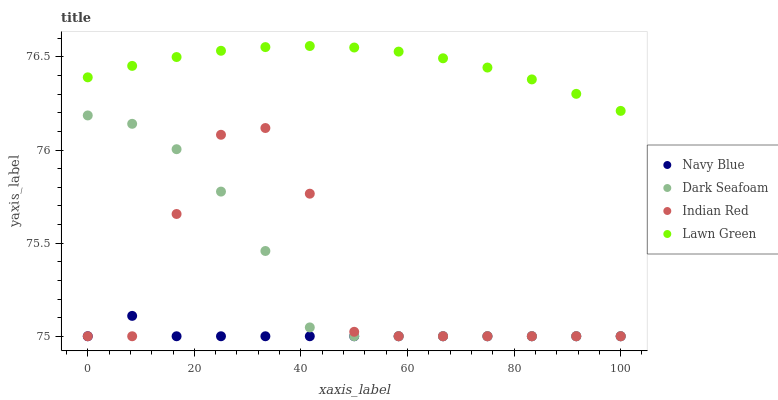 title
yaxis_label
76.5
76
75.5
75
0
20
40
60
80
100
xaxis_label
Navy Blue
Dark Seafoam
Indian Red
Lawn Green